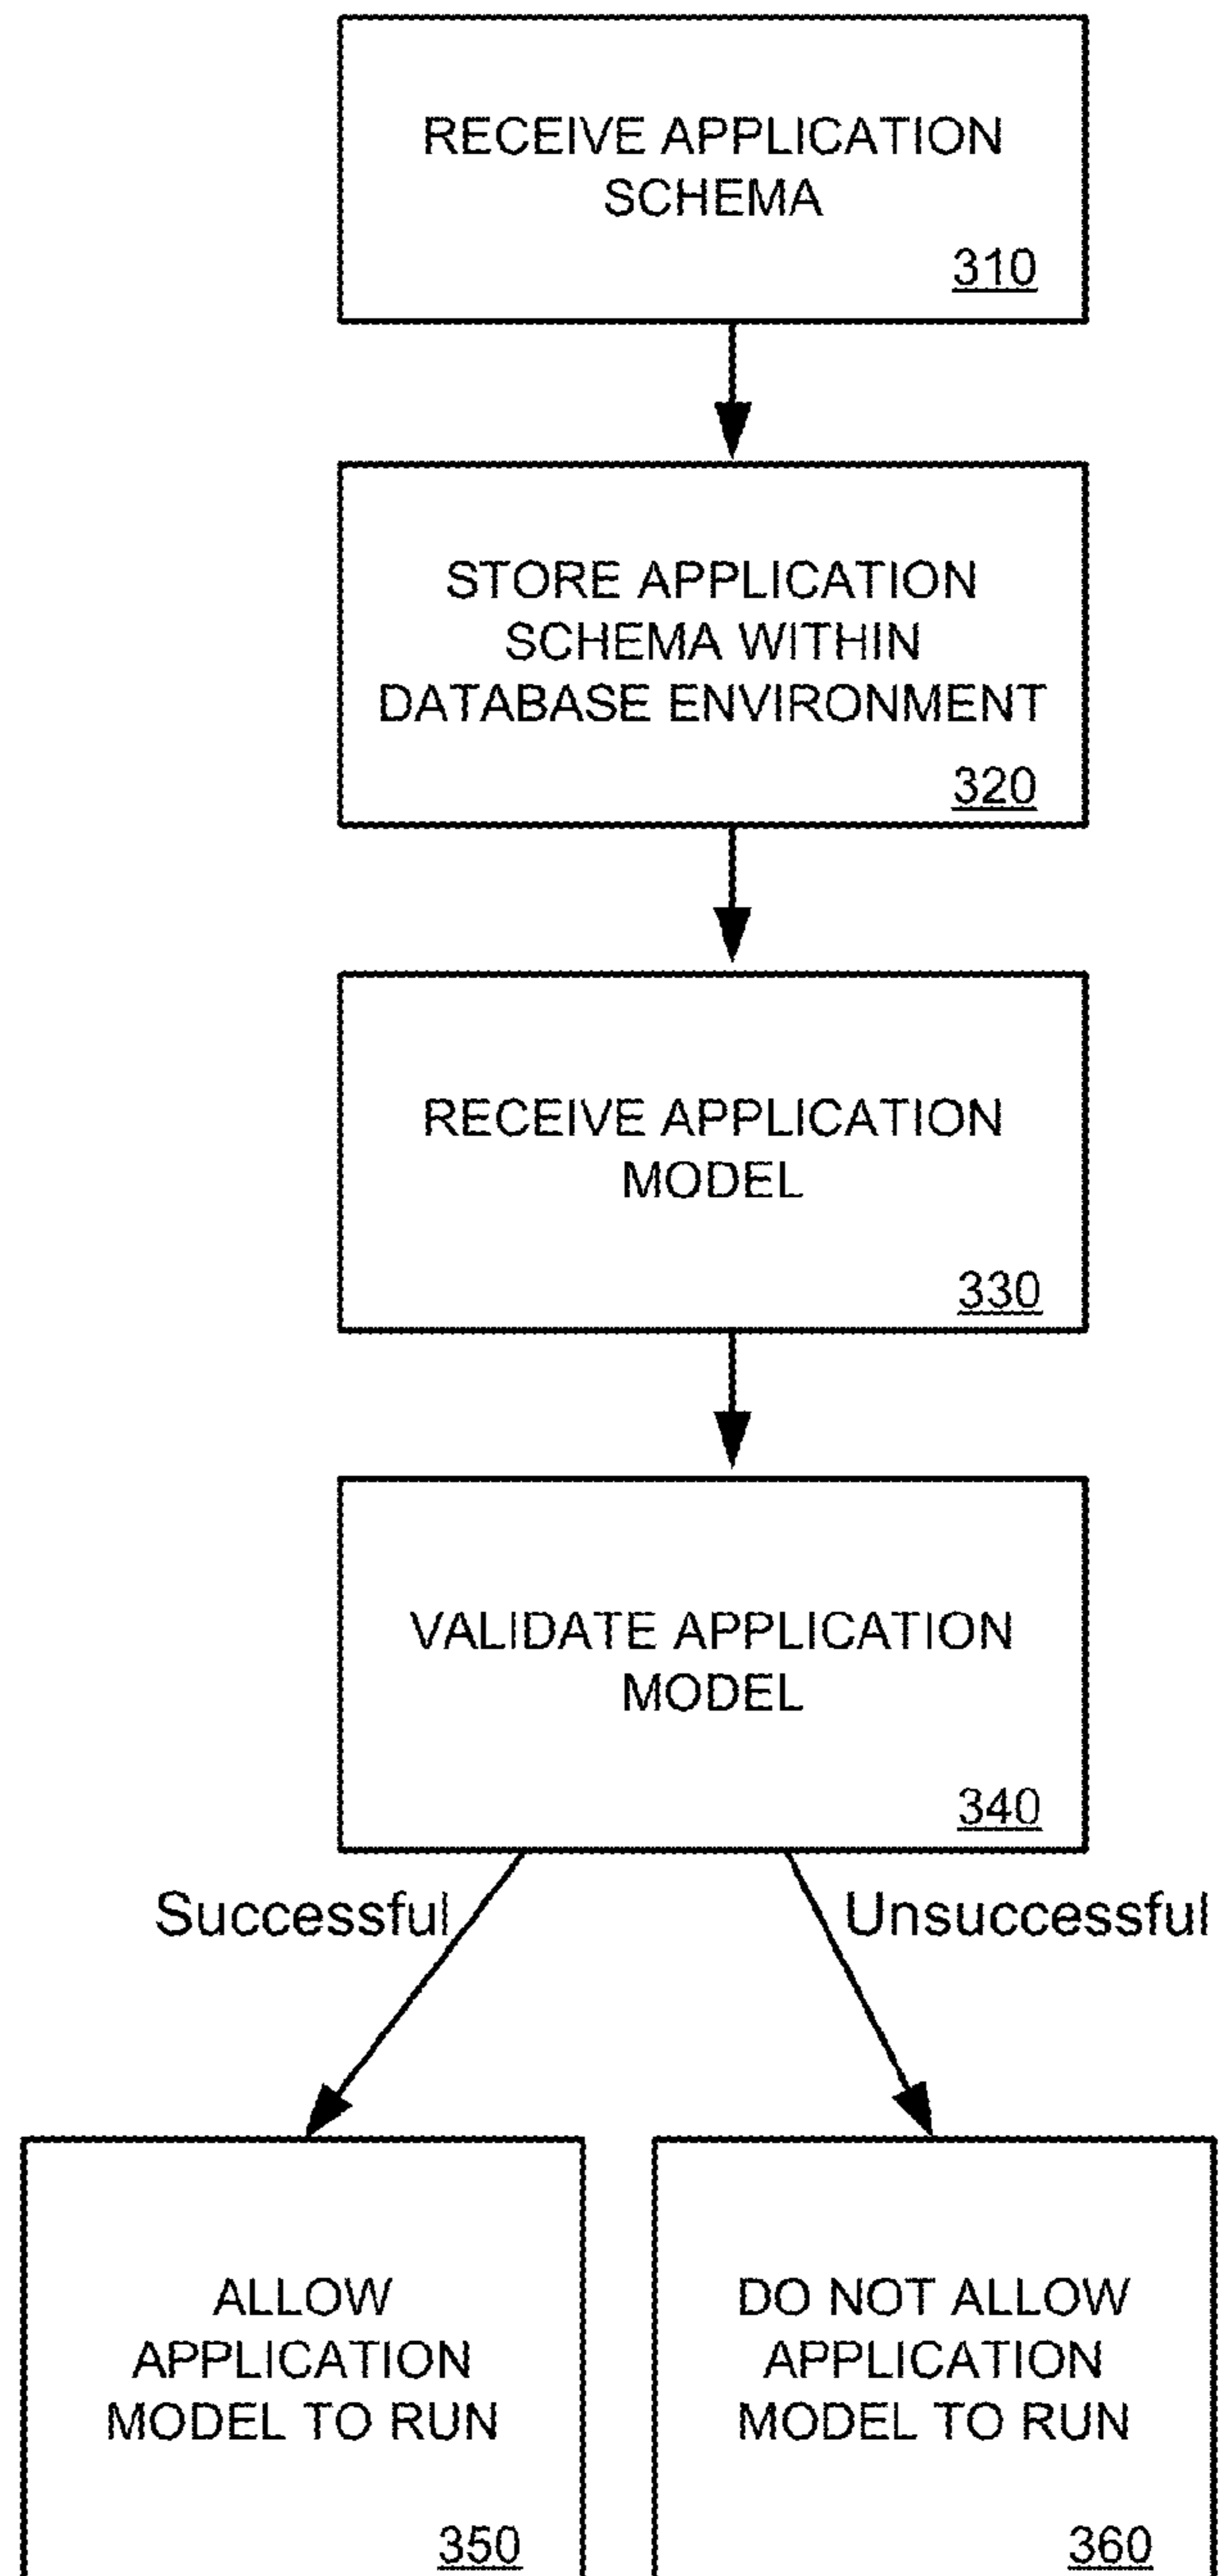 RECEIVE APPLICATION
SCHEMA
310
STORE APPLICATION
SCHEMA WITHIN
DATABASE ENVIRONMENT
320
RECEIVE APPLICATION
MODEL
330
VALIDATE APPLICATION
MODEL
340
Successful
Unsuccessful
ALLOW
APPLICATION
MODEL TO RUN
350
DO NOT ALLOW
APPLICATION
MODEL TO RUN
360